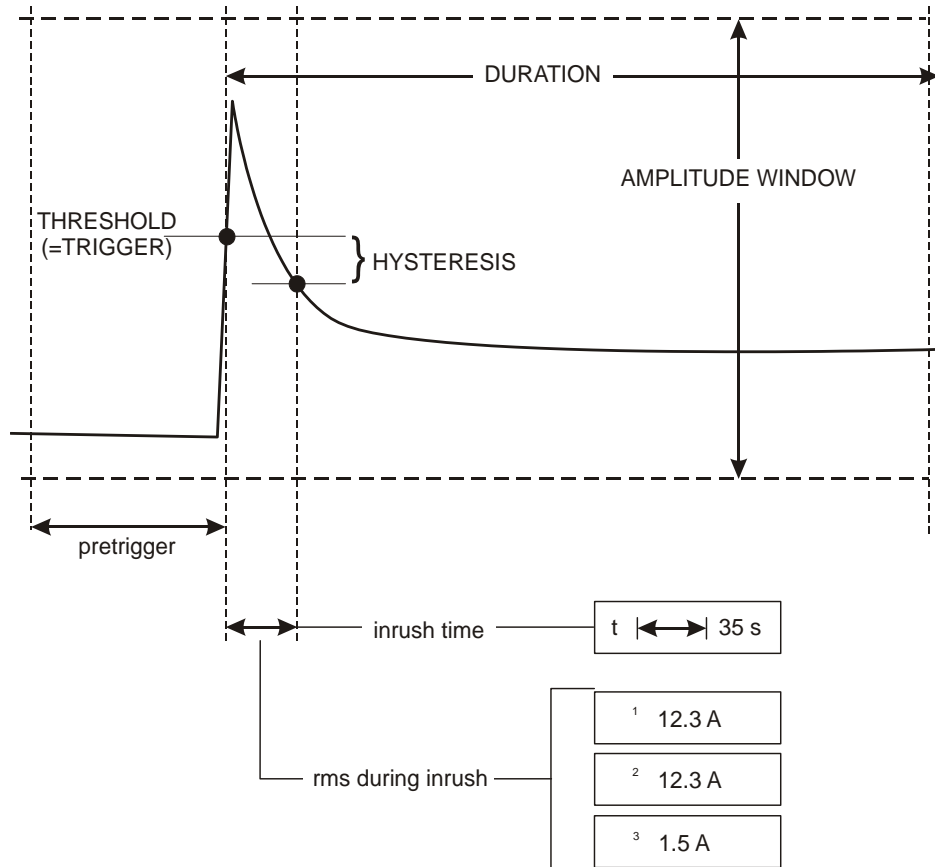 DURATION
AMPLITUDE WINDOW
THRESHOLD
(=TRIGGER)
HYSTERESIS
pretrigger
inrush time
t 35 s
1 12.3 A
rms during inrush
2 12.3 A
3 1.5 A